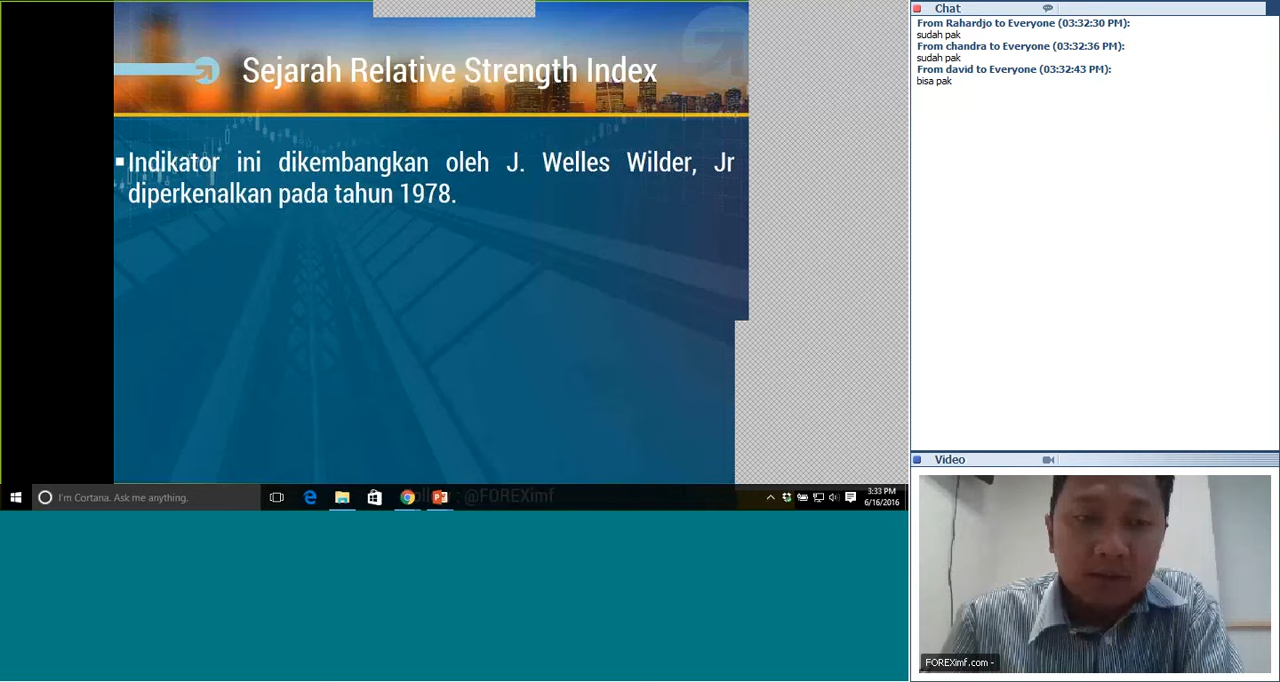 Sejarah Relative Strength Index
▪Indikator ini dikembangkan oleh J. Welles Wilder, Jr
diperkenalkan pada tahun 1978.
I'm Cortana. Ask me anything.
: @FOREXimf
3:33 PM
6/16/2016
Chat
From Rahardjo to Everyone (03:32:30 PM):
sudah pak
From chandra to Everyone (03:32:36 PM):
sudah pak
From david to Everyone (03:32:43 PM):
bisa pak
Video
FOREXimf.com -